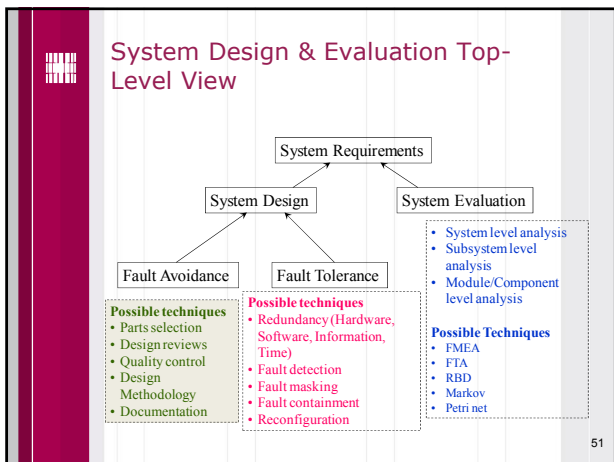 System Design & Evaluation Top-
Level View
System Requirements
System Design
System Evaluation
Fault Avoidance
Fault Tolerance
Possible techniques
• Parts selection
• Design reviews
• Quality control
• Design
Methodology
• Documentation
Possible techniques
• Redundancy (Hardware,
Software, Information,
Time)
• Fault detection
• Fault masking
• Fault containment
• Reconfiguration
• System level analysis
• Subsystem level
analysis
• Module/Component
level analysis
Possible Techniques
• FMEA
• FTA
• RBD
• Markov
• Petri net
51